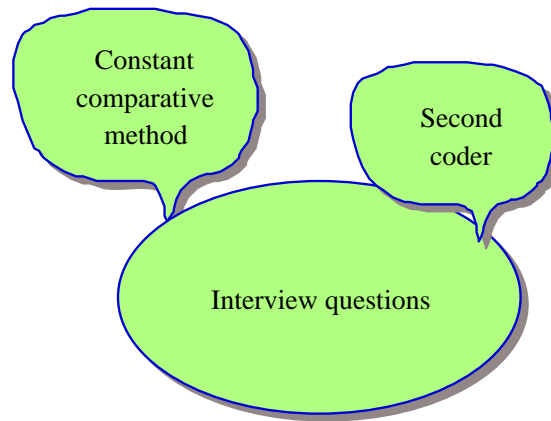 Constant
comparative
method
Second
coder
Interview questions